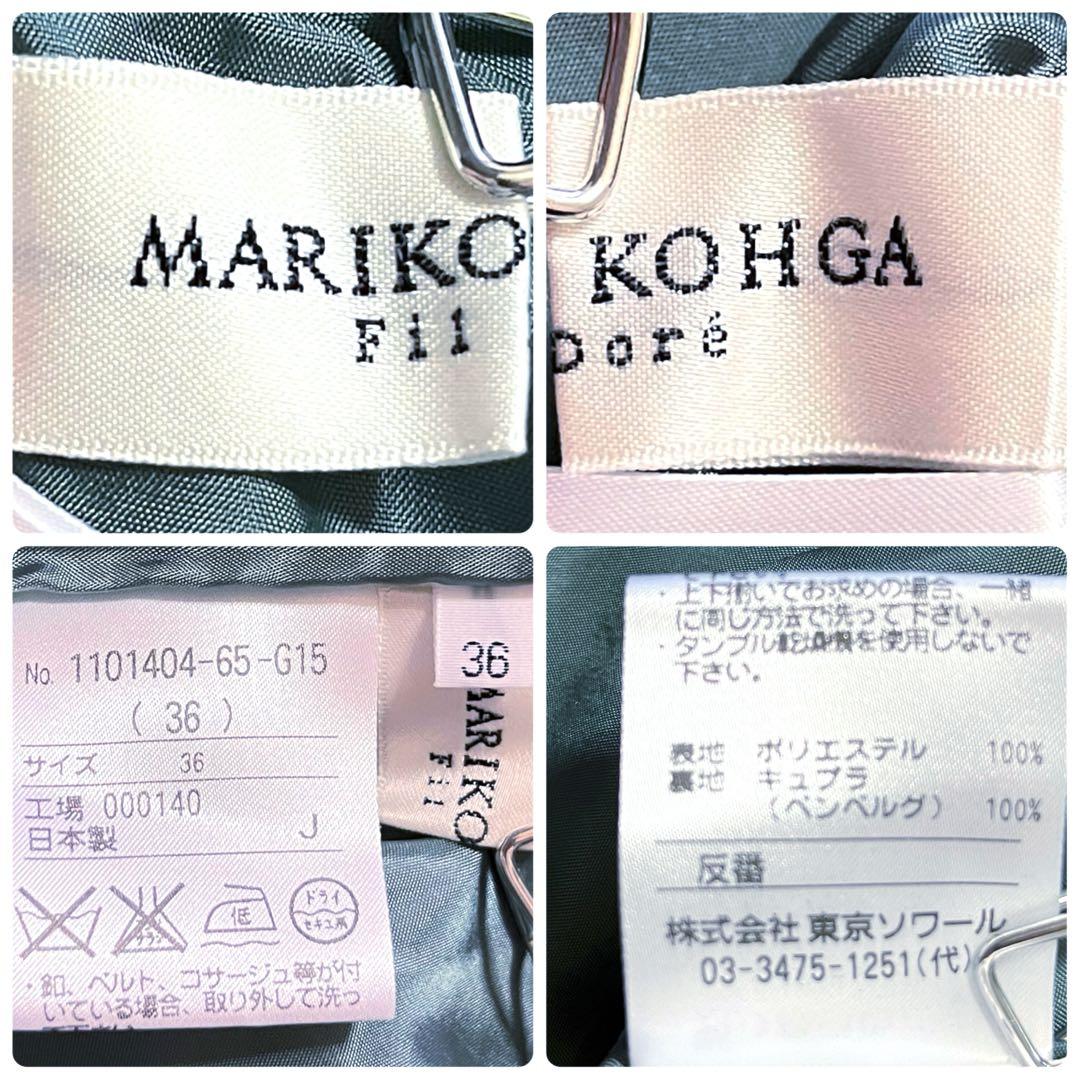 MARIKO
Fil
KOHGA
Doré
No. 1101404-65-G15
( 36 )
サイズ 36
工場 000140
日本製 J
低
ドライ
セキユ系
・釦、ベルト、コサージュ等が付
いている場合、取り外して洗っ
36
MARIKO
Fil
・上下揃いでお求めの場合、一緒
に同じ方法で洗って下さい。
・タンブル乾燥機を使用しないで
下さい。
表地 ポリエステル 100%
裏地 キュプラ
(ベンベルグ) 100%
反番
株式会社 東京ソワール
03-3475-1251(代)